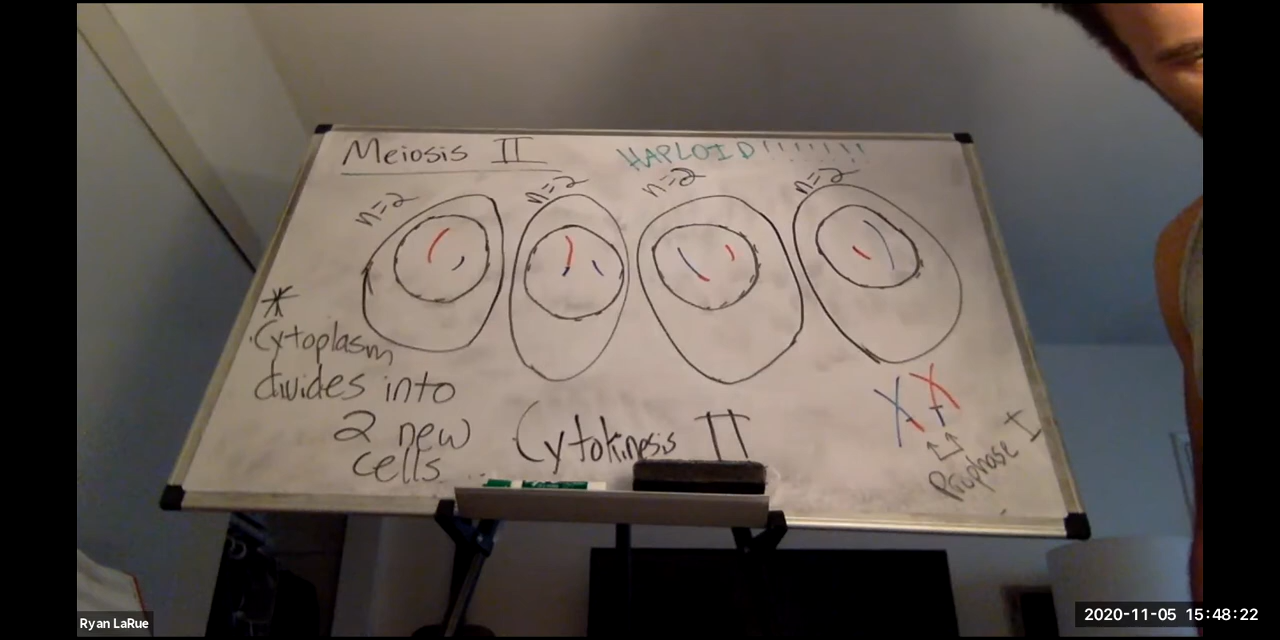 Meiosis II
HAPLOID!!!!!!!
n=2
n=2
n=2
n=2
*
Cytoplasm
divides into
2 new
cells
Cytokinesis II
Prophase I
Ryan LaRue
2020-11-05 15:48:22